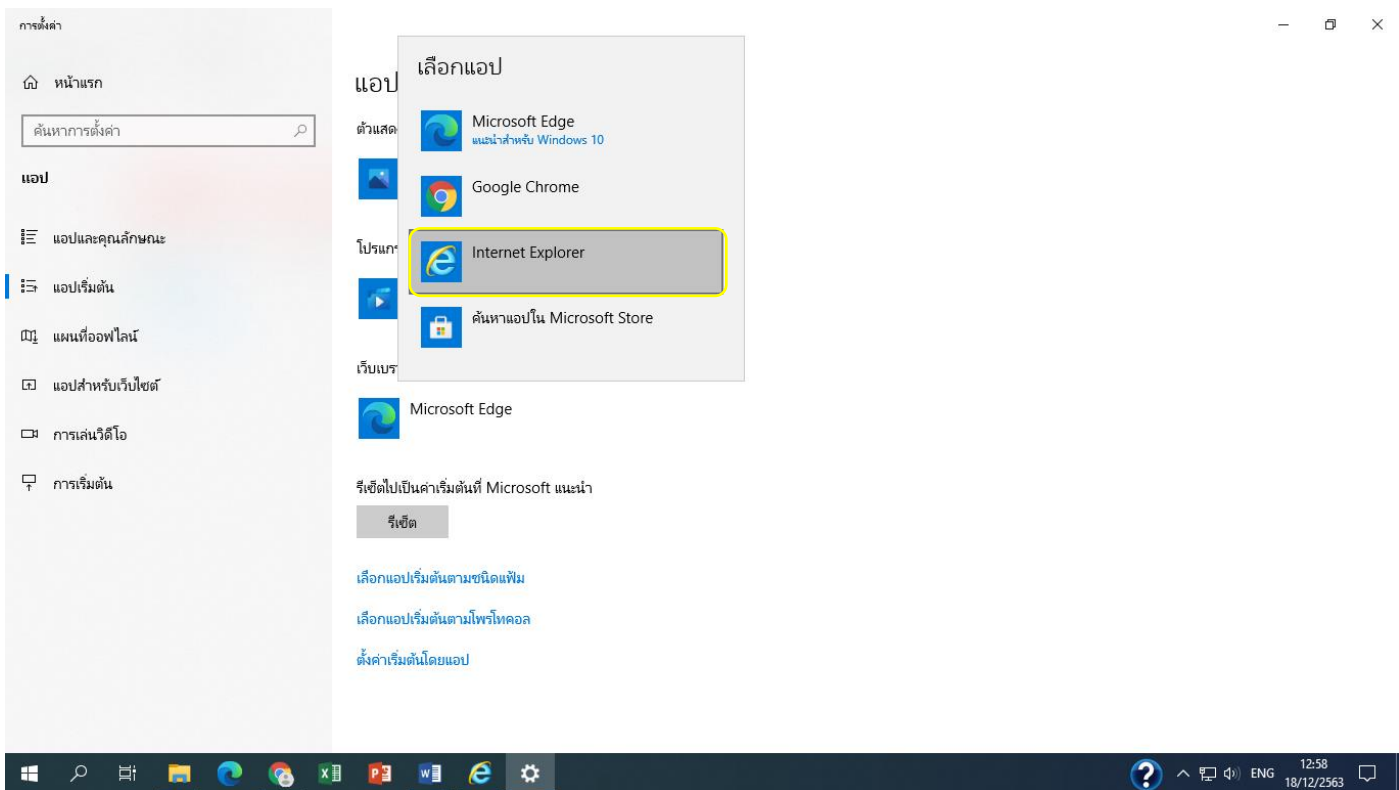 การตั้งค่า
หน้าแรก
ค้นหาการตั้งค่า
แอป
แอปและคุณลักษณะ
แอปเริ่มต้น
แผนที่ออฟไลน์
แอปสำหรับเว็บไซต์
การเล่นวิดีโอ
การเริ่มต้น
แอป
ตัวแสด
โปรแกร
เว็บเบรา
เลือกแอป
Microsoft Edge
แนะนำสำหรับ Windows 10
Google Chrome
Internet Explorer
ค้นหาแอปใน Microsoft Store
Microsoft Edge
รีเซ็ตไปเป็นค่าเริ่มต้นที่ Microsoft แนะนำ
รีเซ็ต
เลือกแอปเริ่มต้นตามชนิดแฟ้ม
เลือกแอปเริ่มต้นตามโพรโทคอล
ตั้งค่าเริ่มต้นโดยแอป
ENG
12:58
18/12/2563